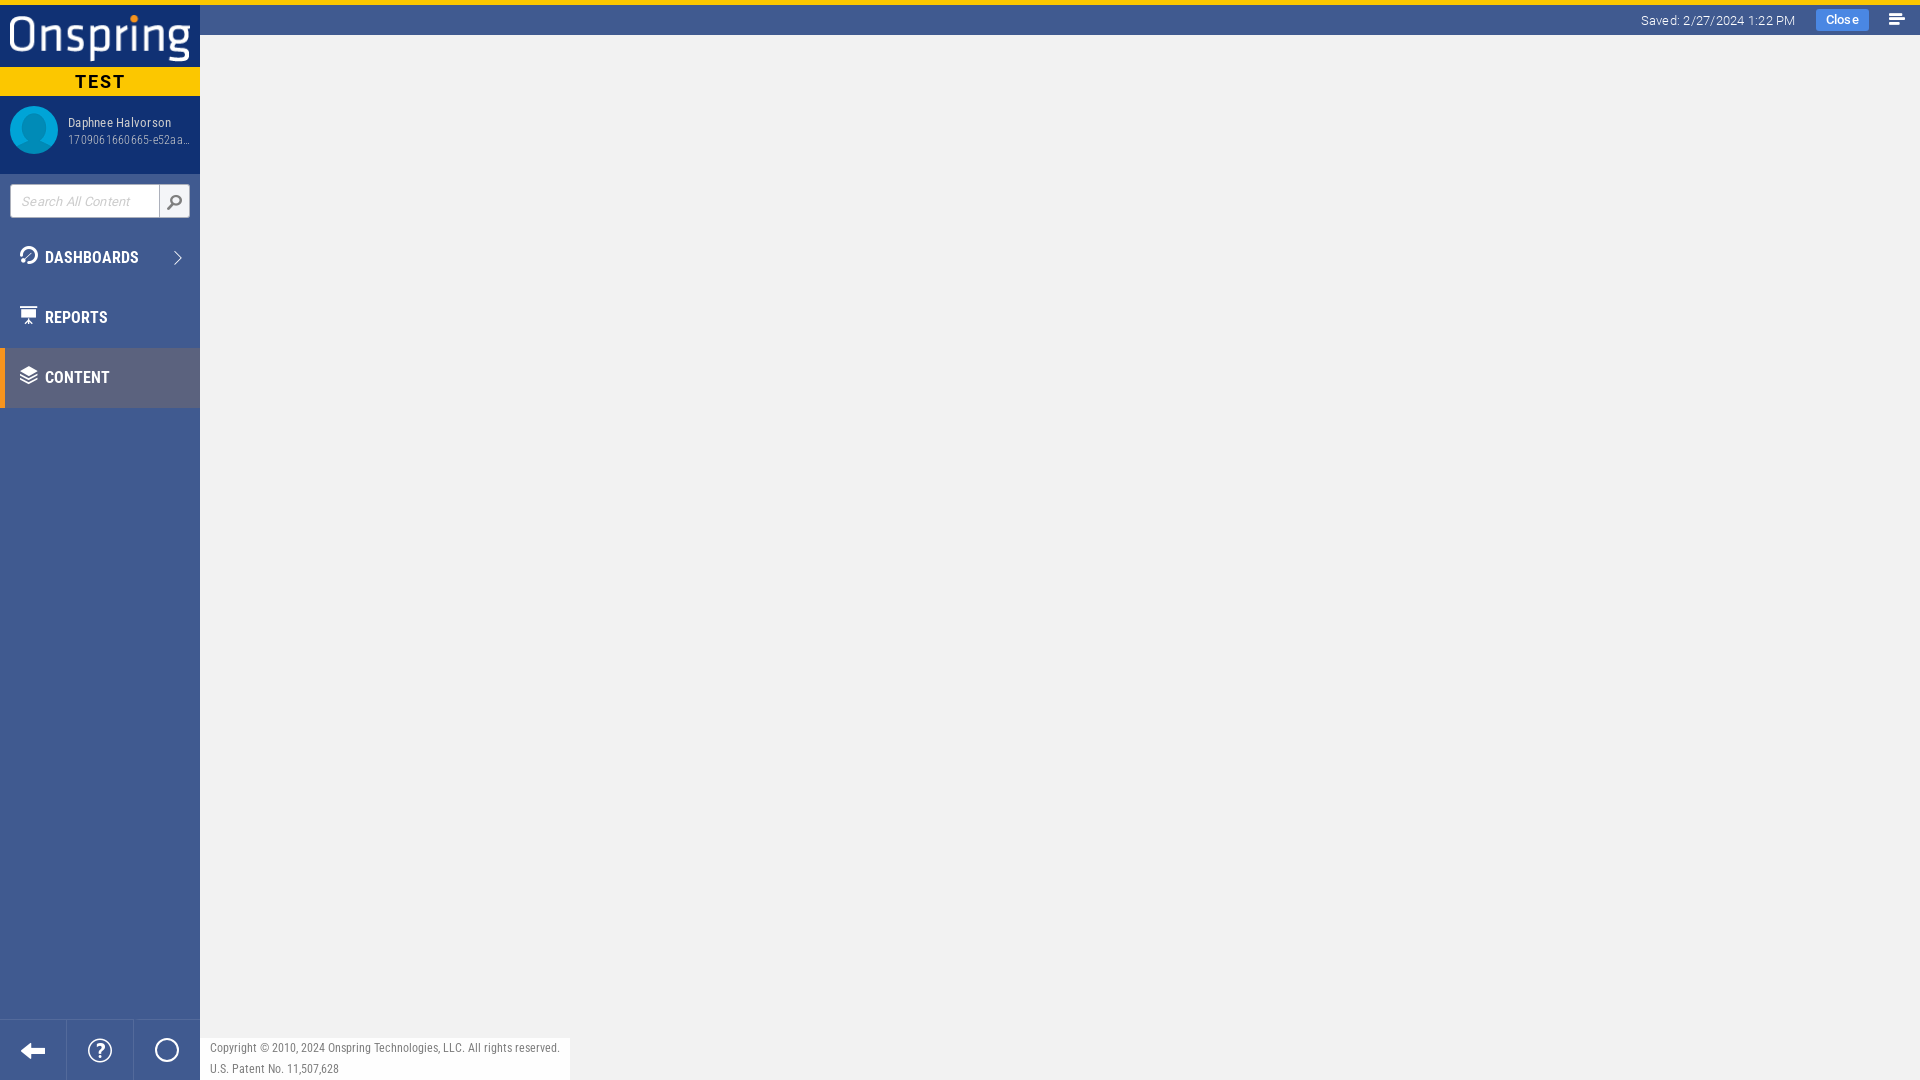 Onspring
Saved: 2/27/2024 1:22 PM
Close
TEST
Daphnee Halvorson
1709061660665-e52aa...
Search All Content
DASHBOARDS
REPORTS
CONTENT
?
Copyright © 2010, 2024 Onspring Technologies, LLC. All rights reserved.
U.S. Patent No. 11,507,628